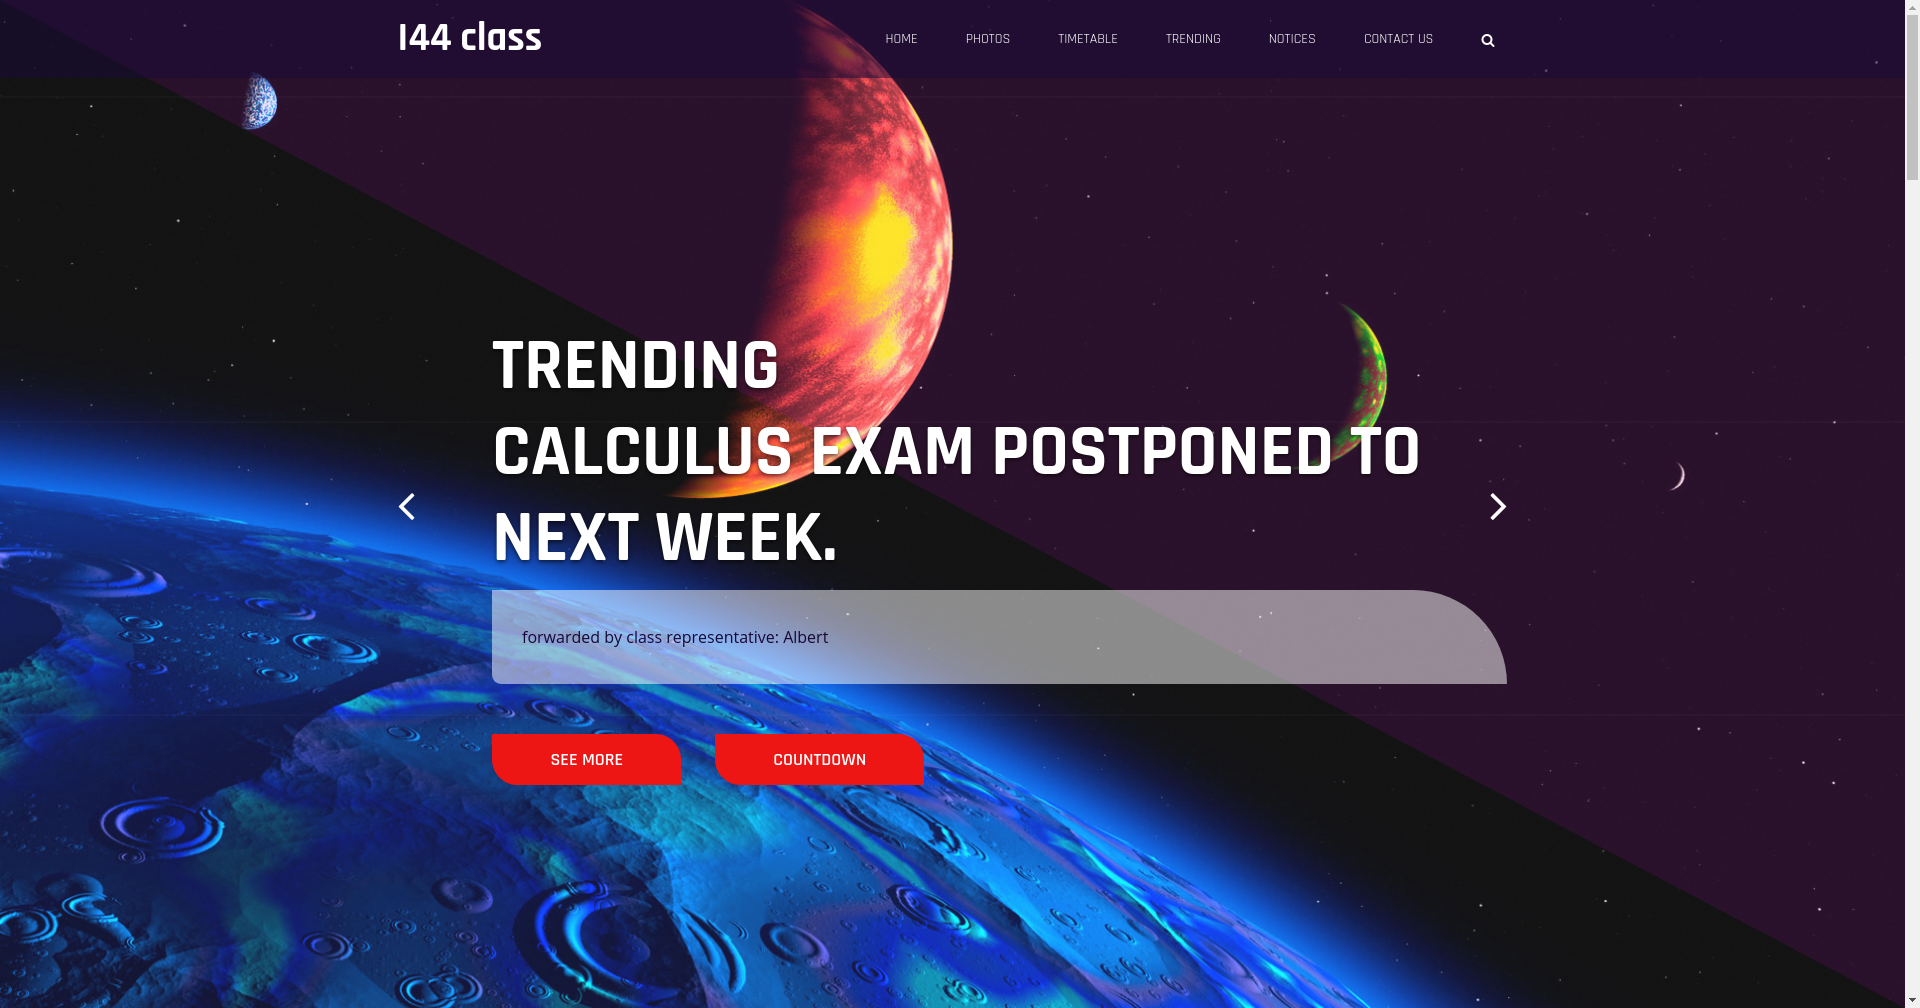 I44 class
HOME PHOTOS TIMETABLE TRENDING NOTICES CONTACT US
TRENDING
CALCULUS EXAM POSTPONED TO
NEXT WEEK.
forwarded by class representative: Albert
SEE MORE COUNTDOWN